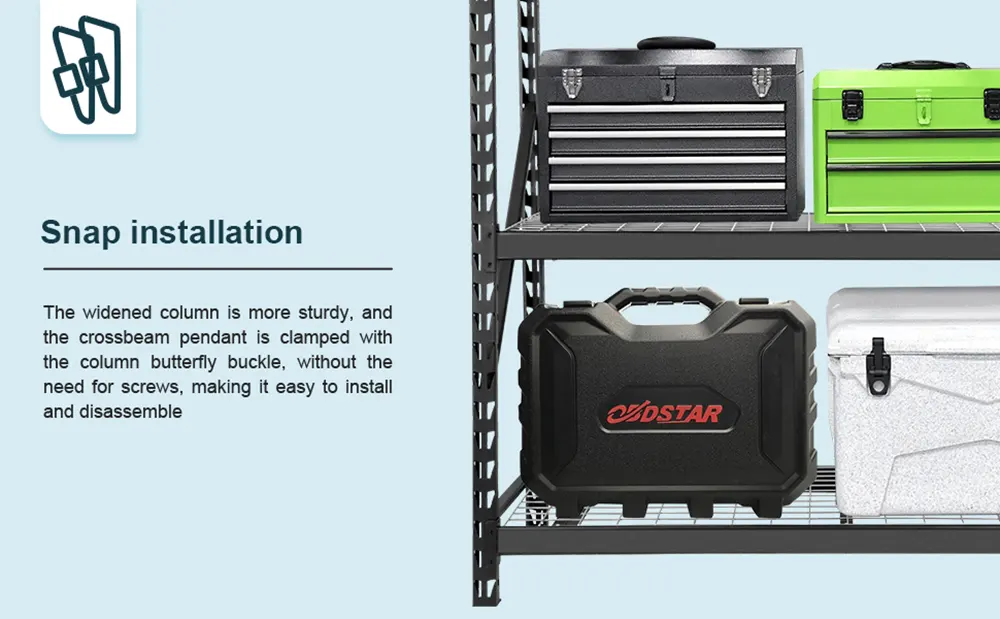 Snap installation
The widened column is more sturdy, and
the crossbeam pendant is clamped with
the column butterfly buckle, without the
need for screws, making it easy to install
and disassemble
OBDSTAR